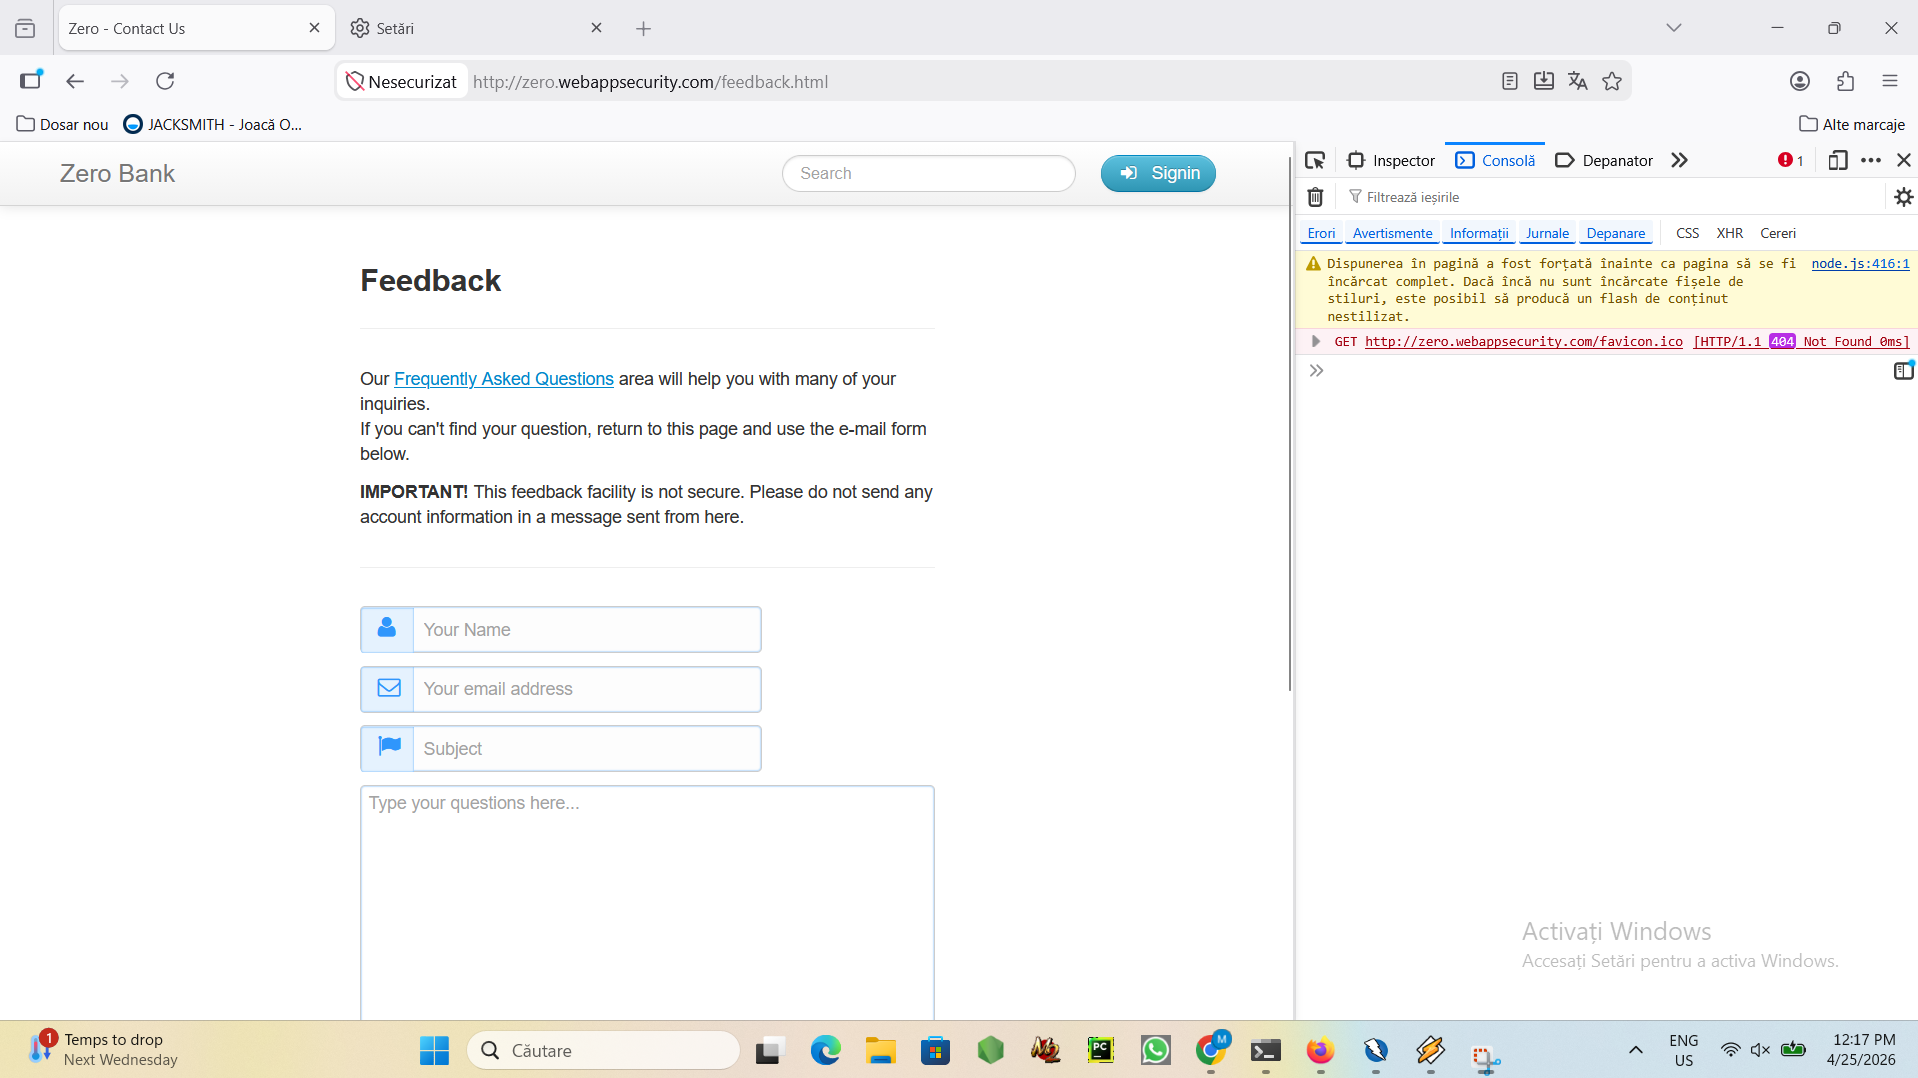 Zero - Contact Us
Setări
Nesecurizat
http://zero.webappsecurity.com/feedback.html
Dosar nou
JACKSMITH - Joacă O...
Alte marcaje
Zero Bank
Search
Signin
Feedback
Our Frequently Asked Questions area will help you with many of your
inquiries.
If you can't find your question, return to this page and use the e-mail form
below.
IMPORTANT! This feedback facility is not secure. Please do not send any
account information in a message sent from here.
Your Name
Your email address
Subject
Type your questions here...
Inspector
Consolă
Depanator
1
Filtrează ieșirile
Erori
Avertismente
Informații
Jurnale
Depanare
CSS
XHR
Cereri
Dispunerea în pagină a fost forțată înainte ca pagina să se fi
node.js:416:1
încărcat complet. Dacă încă nu sunt încărcate fișele de
stiluri, este posibil să producă un flash de conținut
nestilizat.
GET http://zero.webappsecurity.com/favicon.ico
[HTTP/1.1 404 Not Found 0ms]
Activați Windows
Accesați Setări pentru a activa Windows.
1
Temps to drop
Next Wednesday
Căutare
PC
M
ENG
US
12:17 PM
4/25/2026